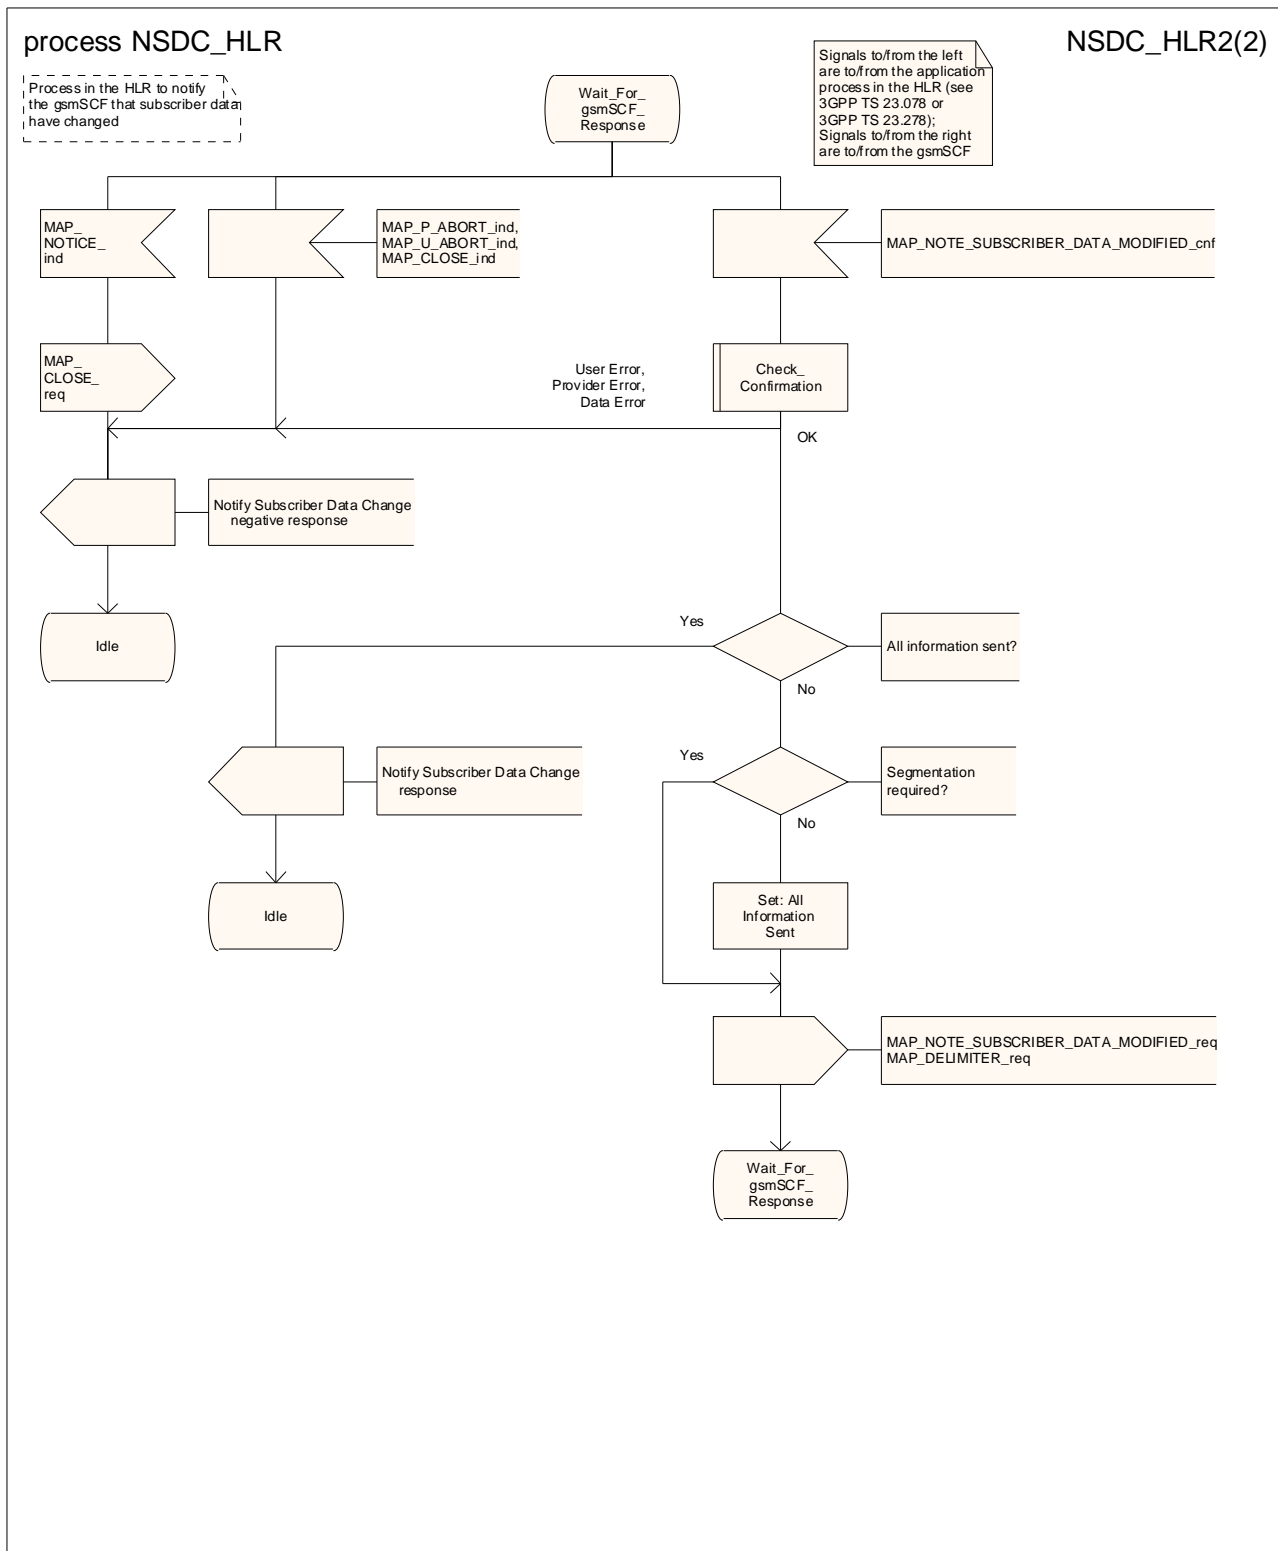 process NSDC_HLR
NSDC_HLR2(2)
Process in the HLR to notify
the gsmSCF that subscriber data
have changed
Signals to/from the left
are to/from the application
process in the HLR (see
3GPP TS 23.078 or
3GPP TS 23.278);
Signals to/from the right
are to/from the gsmSCF
Wait_For_
gsmSCF_
Response
MAP_
NOTICE_
ind
MAP_P_ABORT_ind,
MAP_U_ABORT_ind,
MAP_CLOSE_ind
MAP_NOTE_SUBSCRIBER_DATA_MODIFIED_cnf
MAP_
CLOSE_
req
User Error,
Provider Error,
Data Error
Check_
Confirmation
OK
Notify Subscriber Data Change
negative response
Idle
Yes
All information sent?
No
Notify Subscriber Data Change
response
Yes
Segmentation
required?
No
Idle
Set: All
Information
Sent
MAP_NOTE_SUBSCRIBER_DATA_MODIFIED_req
MAP_DELIMITER_req
Wait_For_
gsmSCF_
Response